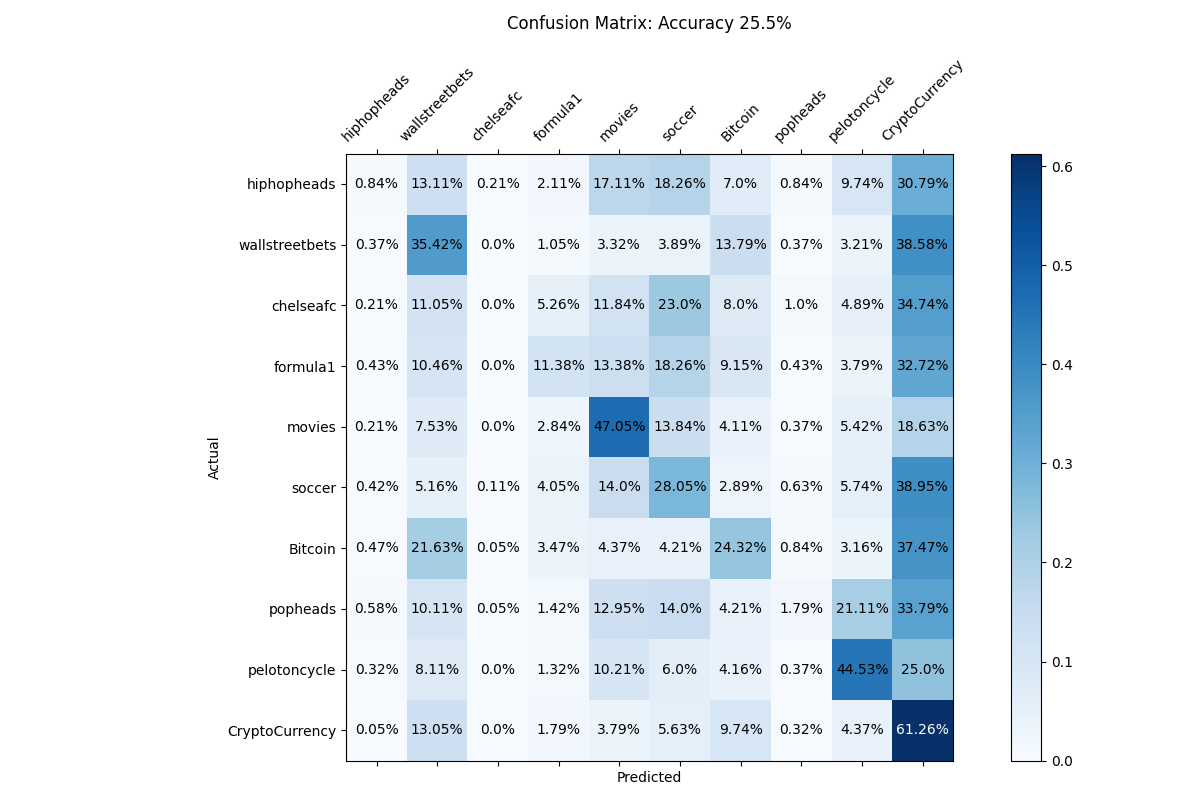 Confusion Matrix: Accuracy 25.5%
hiphopheads wallstreetbets chelseafc formula1 movies soccer Bitcoin popheads pelotoncycle CryptoCurrency
hiphopheads 0.84% 13.11% 0.21% 2.11% 17.11% 18.26% 7.0% 0.84% 9.74% 30.79%
wallstreetbets 0.37% 35.42% 0.0% 1.05% 3.32% 3.89% 13.79% 0.37% 3.21% 38.58%
chelseafc 0.21% 11.05% 0.0% 5.26% 11.84% 23.0% 8.0% 1.0% 4.89% 34.74%
formula1 0.43% 10.46% 0.0% 11.38% 13.38% 18.26% 9.15% 0.43% 3.79% 32.72%
movies 0.21% 7.53% 0.0% 2.84% 47.05% 13.84% 4.11% 0.37% 5.42% 18.63%
soccer 0.42% 5.16% 0.11% 4.05% 14.0% 28.05% 2.89% 0.63% 5.74% 38.95%
Bitcoin 0.47% 21.63% 0.05% 3.47% 4.37% 4.21% 24.32% 0.84% 3.16% 37.47%
popheads 0.58% 10.11% 0.05% 1.42% 12.95% 14.0% 4.21% 1.79% 21.11% 33.79%
pelotoncycle 0.32% 8.11% 0.0% 1.32% 10.21% 6.0% 4.16% 0.37% 44.53% 25.0%
CryptoCurrency 0.05% 13.05% 0.0% 1.79% 3.79% 5.63% 9.74% 0.32% 4.37% 61.26%
Actual
Predicted
0.6
0.5
0.4
0.3
0.2
0.1
0.0